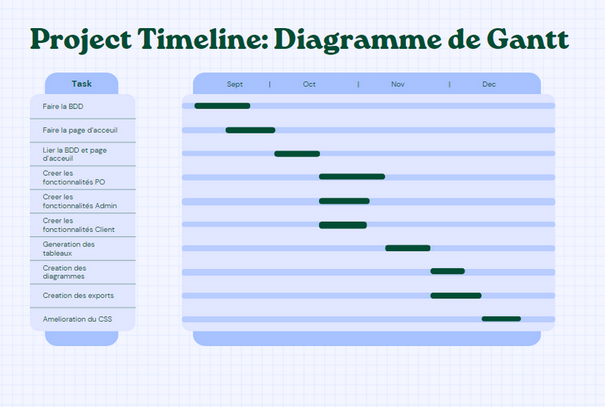 Project Timeline: Diagramme de Gantt
Task
Sept | Oct | Nov | Dec
Faire la BDD
Faire la page d'acceuil
Lier la BDD et page
d'acceuil
Creer les
fonctionnalités PO
Creer les
fonctionnalités Admin
Creer les
fonctionnalités Client
Generation des
tableaux
Creation des
diagrammes
Creation des exports
Amelioration du CSS